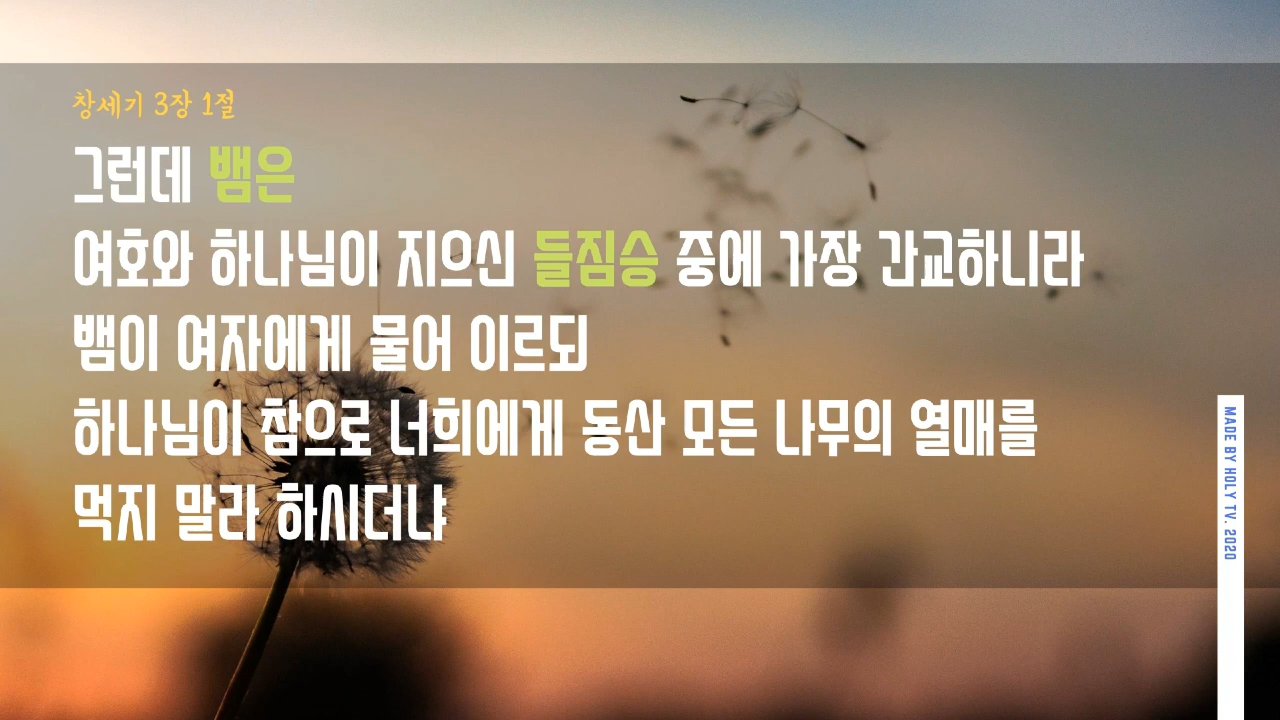 창세기 3장 1절
그런데 뱀은
여호와 하나님이 지으신 들짐승 중에 가장 간교하니라
뱀이 여자에게 물어 이르되
하나님이 참으로 너희에게 동산 모든 나무의 열매를
먹지 말라 하시더냐
MADE BY HOLY TV. 2020